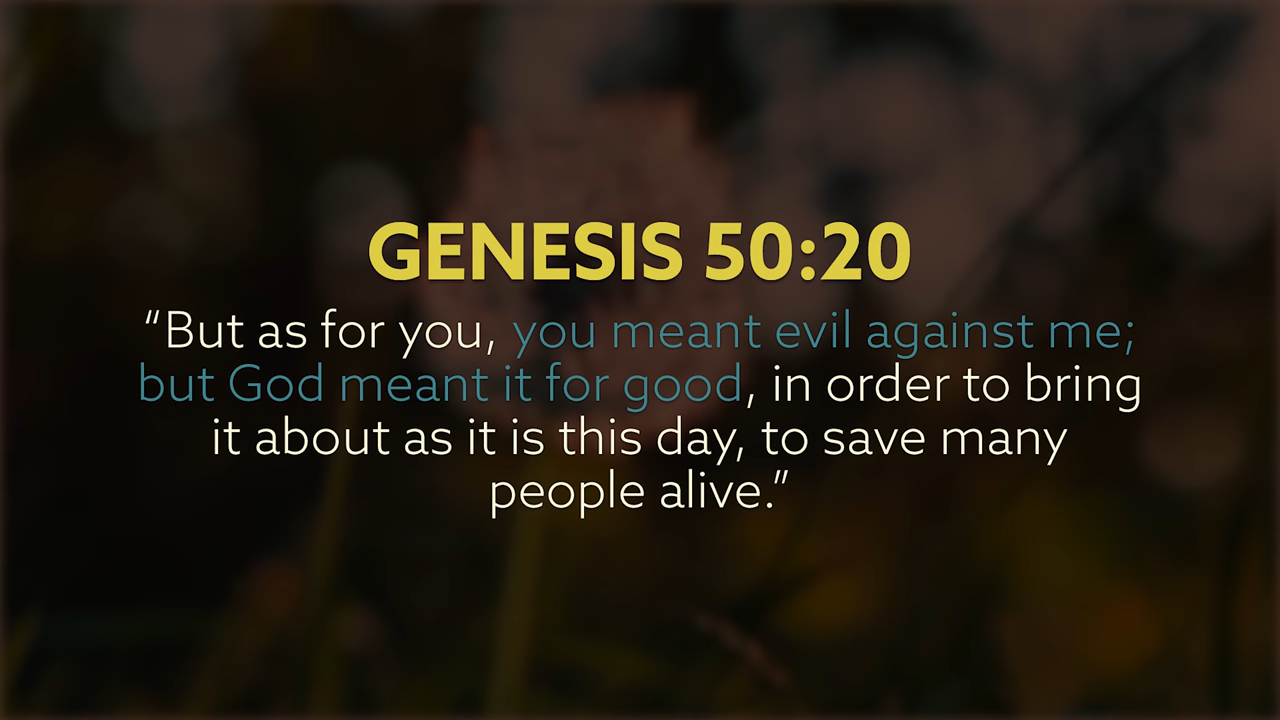 GENESIS 50:20
“But as for you, you meant evil against me;
but God meant it for good, in order to bring
it about as it is this day, to save many
people alive.”